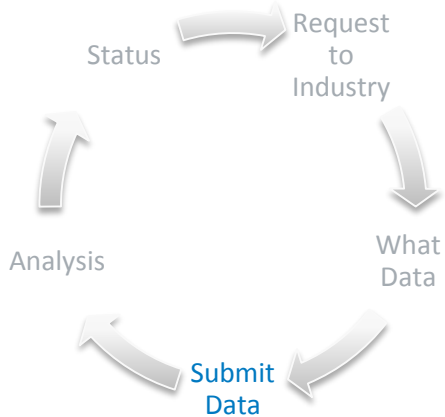 Request
to
Industry
What
Data
Submit
Data
Analysis
Status